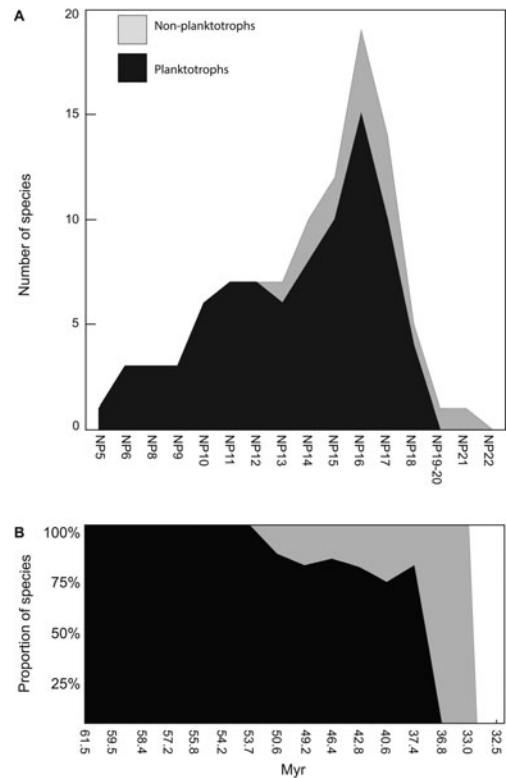 A
20
Non-planktotrophs
Planktotrophs
15
10
5
0
Number of species
NP5
NP6
NP8
NP9
NP10
NP11
NP12
NP13
NP14
NP15
NP16
NP17
NP18
NP19-20
NP21
NP22
B
100%
75%
50%
25%
Proportion of species
61.5
59.5
58.4
57.2
55.8
54.2
53.7
50.6
49.2
46.4
42.8
40.6
37.4
36.8
33.0
32.5
Myr